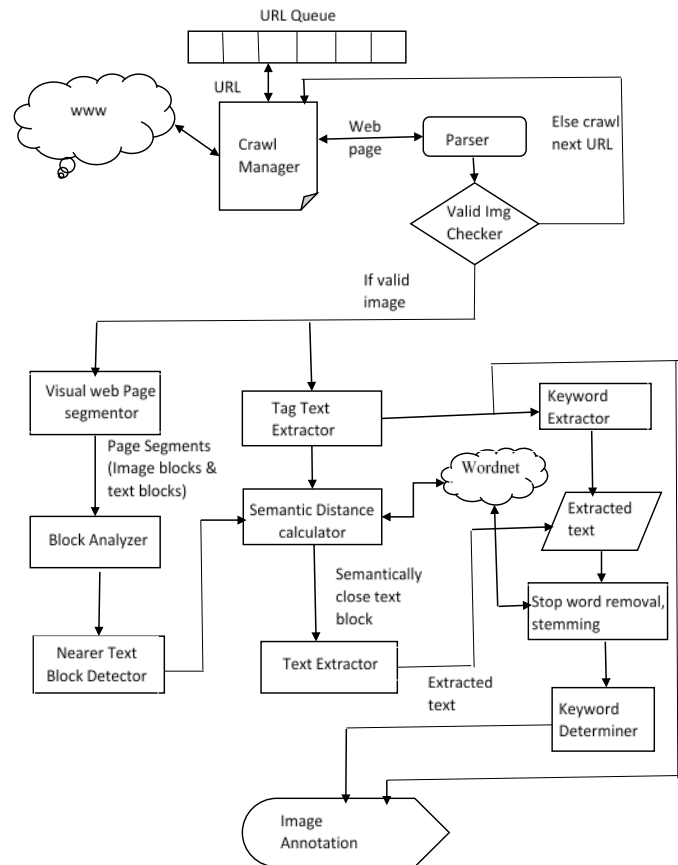 URL Queue
URL
www
Crawl
Manager
Web
page
Parser
Else crawl
next URL
Valid Img
Checker
If valid
image
Visual web Page
segmentor
Tag Text
Extractor
Keyword
Extractor
Page Segments
(Image blocks &
text blocks)
Wordnet
Semantic Distance
calculator
Extracted
text
Block Analyzer
Semantically
close text
block
Stop word removal,
stemming
Nearer Text
Block Detector
Text Extractor
Extracted
text
Keyword
Determiner
Image
Annotation